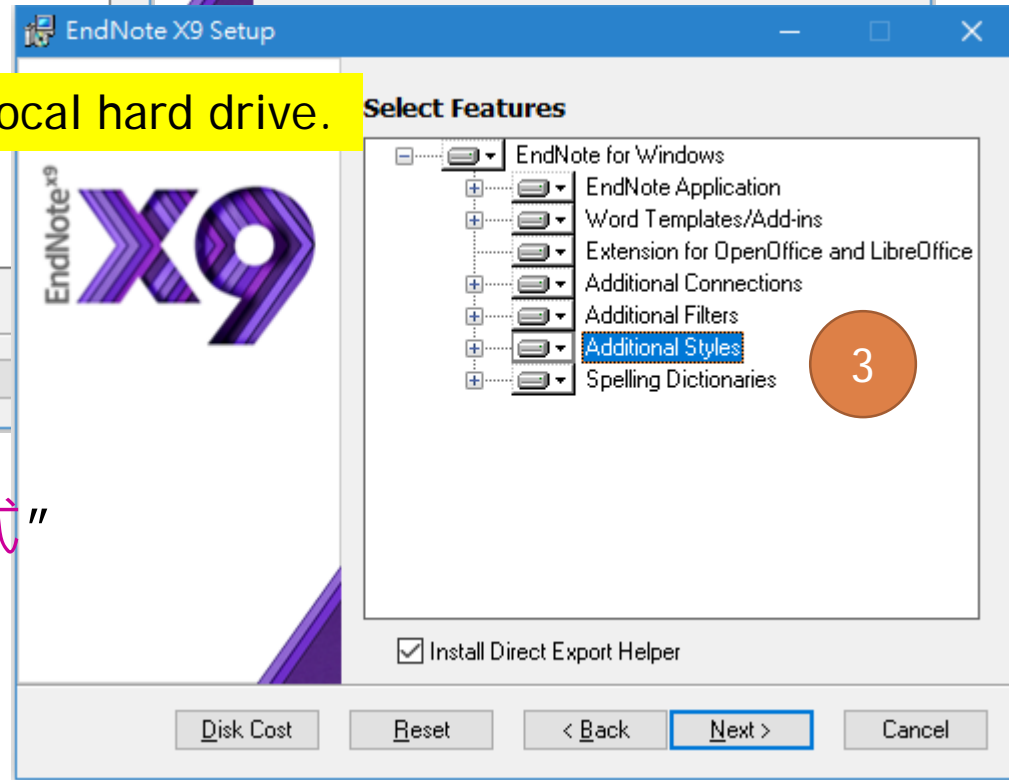 EndNote X9 Setup
ocal hard drive.
Select Features
EndNote for Windows
EndNote Application
Word Templates/Add-ins
Extension for OpenOffice and LibreOffice
Additional Connections
Additional Filters
Additional Styles
Spelling Dictionaries
3
EndNote X9
X9
式"
Install Direct Export Helper
Disk Cost
Reset
< Back
Next >
Cancel